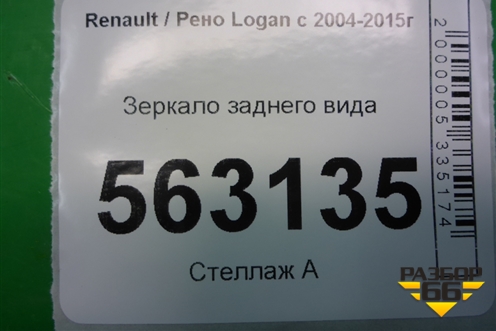 Renault / Рено Logan с 2004-2015г
Зеркало заднего вида
563135
Стеллаж А
2000005335174
РАЗБОР
66